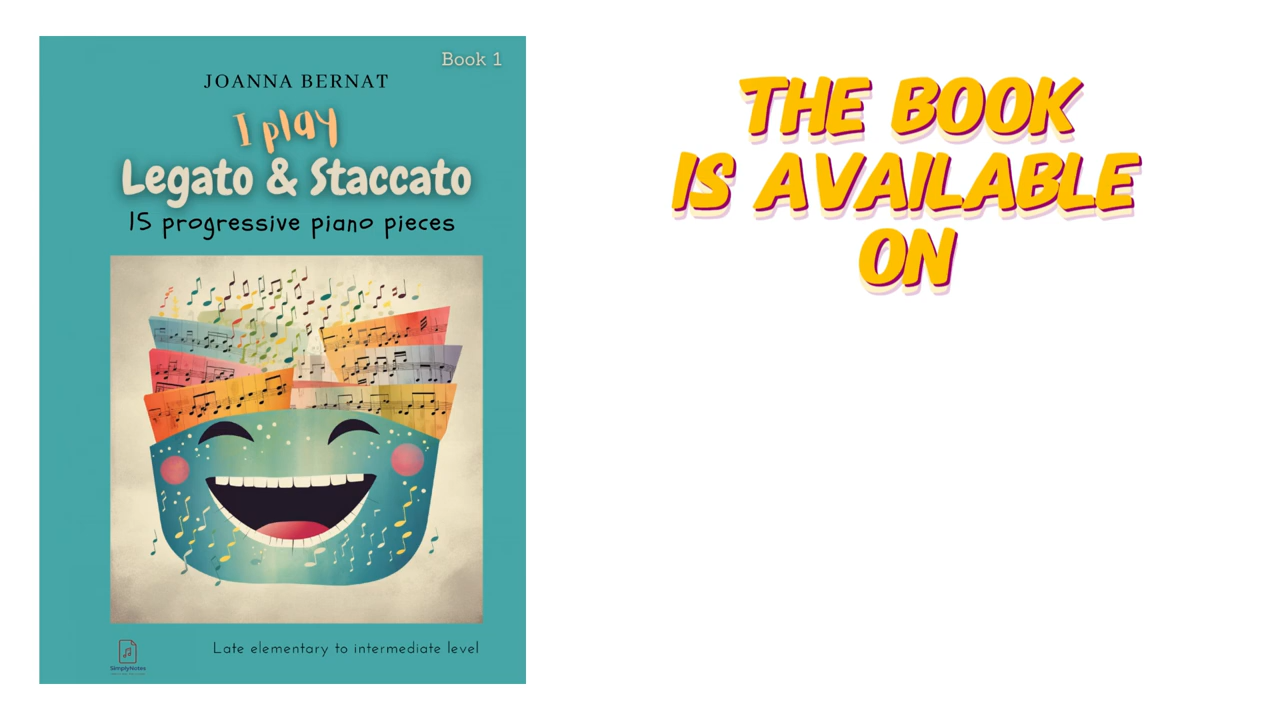 Book 1
JOANNA BERNAT
I play
Legato & Staccato
15 progressive piano pieces
Late elementary to intermediate level
SimplyNotes
THE BOOK
IS AVAILABLE
ON